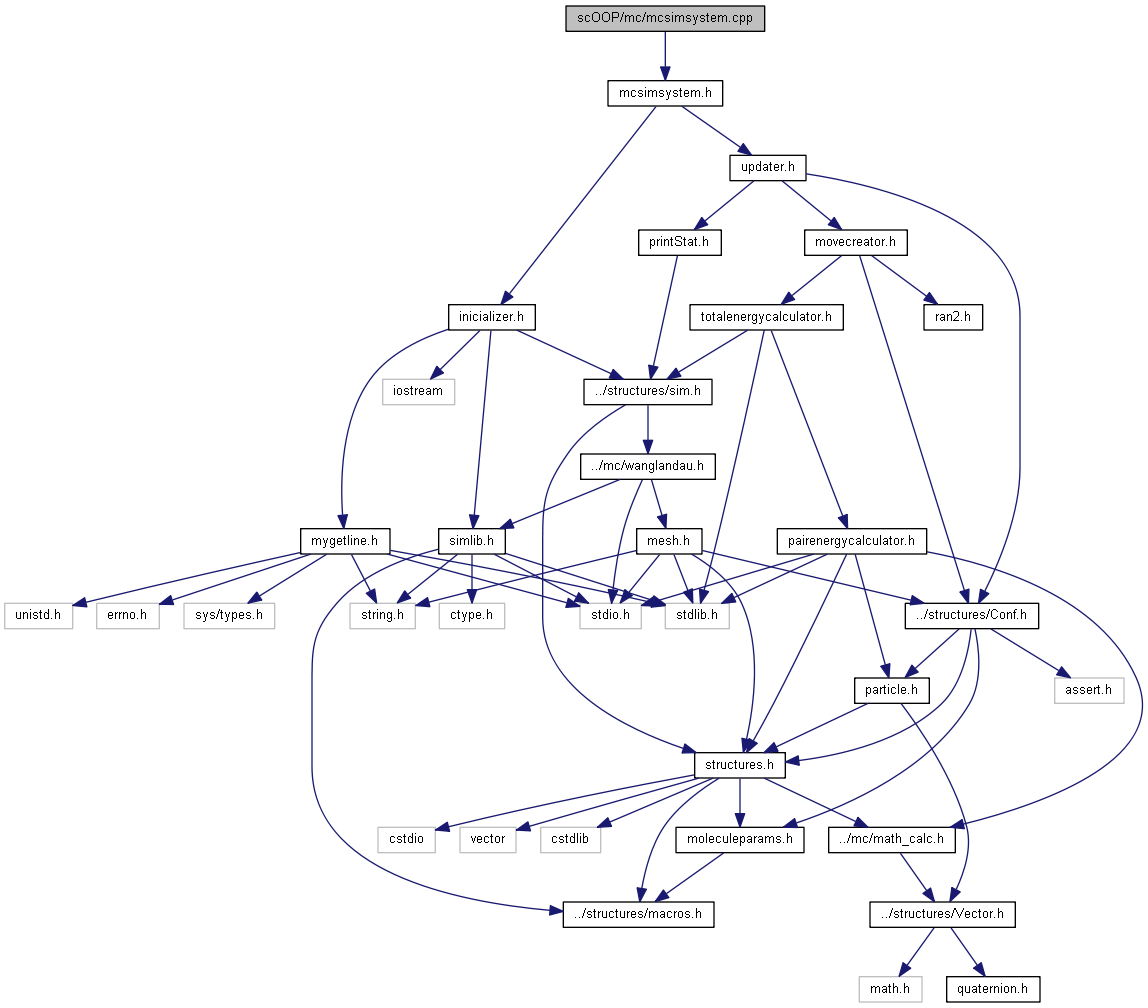 scOOP/mc/mcsimsystem.cpp
mcsimsystem.h
updater.h
printStat.h
movecreator.h
inicializer.h
totalenergycalculator.h
ran2.h
iostream
../structures/sim.h
../mc/wanglandau.h
mygetline.h
simlib.h
mesh.h
pairenergycalculator.h
unistd.h
errno.h
sys/types.h
string.h
ctype.h
stdio.h
stdlib.h
../structures/Conf.h
particle.h
assert.h
structures.h
cstdio
vector
cstdlib
moleculeparams.h
../mc/math_calc.h
../structures/macros.h
../structures/Vector.h
math.h
quaternion.h